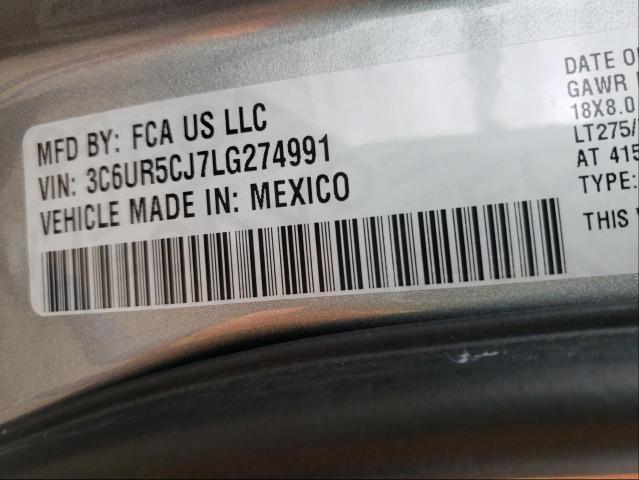 MFD BY: FCA US LLC
VIN: 3C6UR5CJ7LG274991
VEHICLE MADE IN: MEXICO
DATE O
GAWR
18X8.0
LT275/
AT 415
TYPE:
THIS